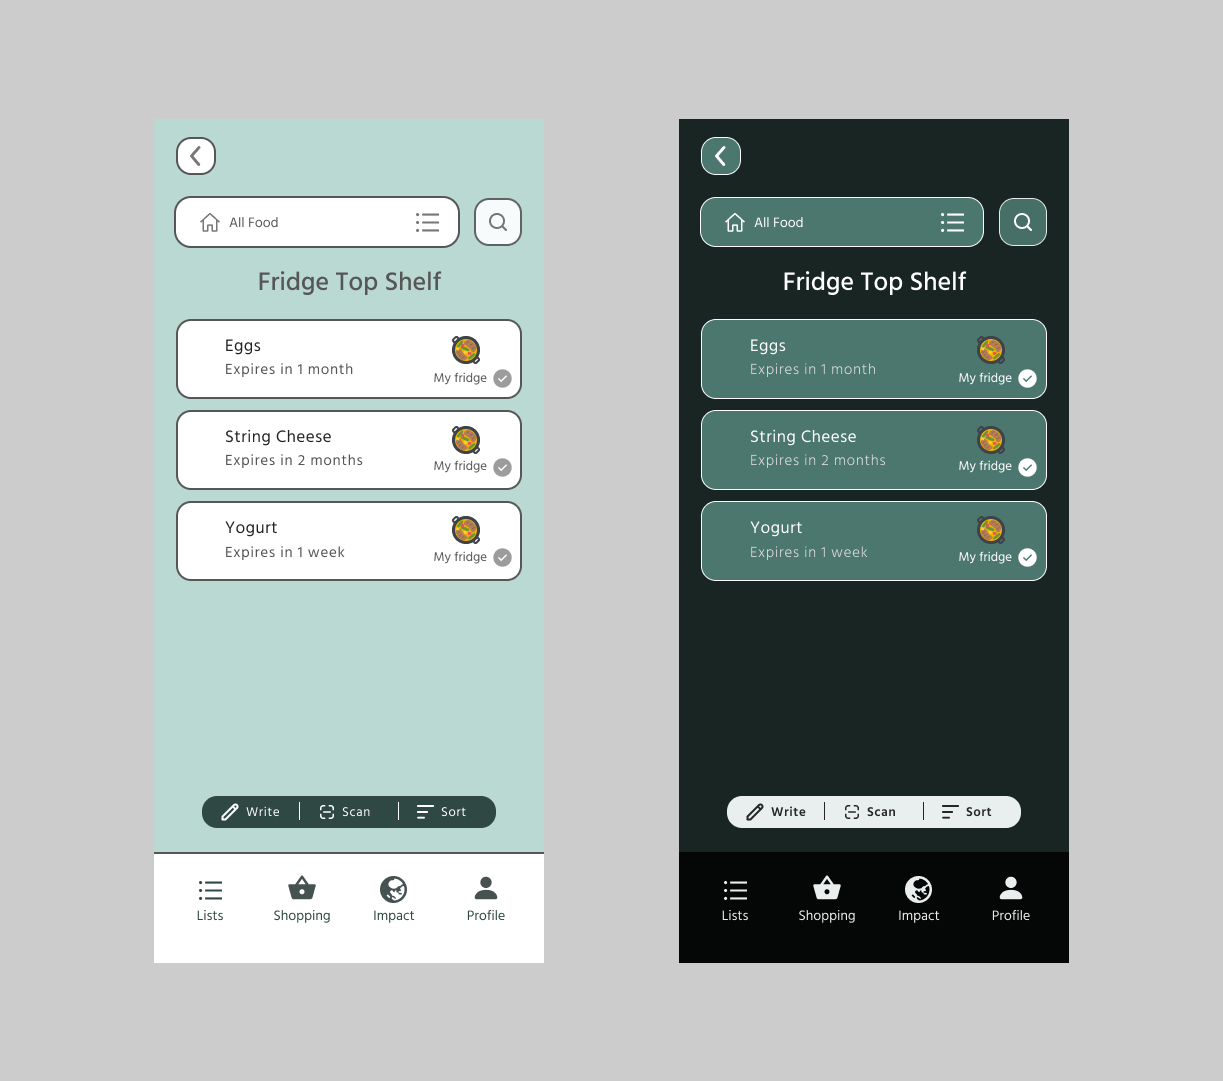 All Food
Fridge Top Shelf
Eggs
Expires in 1 month
My fridge
String Cheese
Expires in 2 months
My fridge
Yogurt
Expires in 1 week
My fridge
Write
Scan
Sort
Lists
Shopping
Impact
Profile
All Food
Fridge Top Shelf
Eggs
Expires in 1 month
My fridge
String Cheese
Expires in 2 months
My fridge
Yogurt
Expires in 1 week
My fridge
Write
Scan
Sort
Lists
Shopping
Impact
Profile